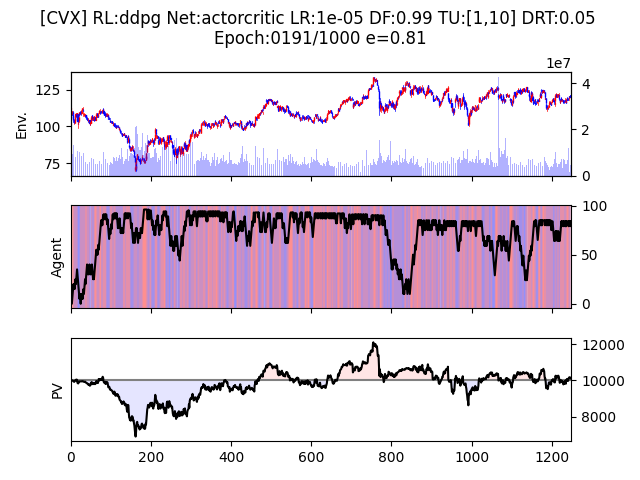 [CVX] RL:ddpg Net:actorcritic LR:1e-05 DF:0.99 TU:[1,10] DRT:0.05
Epoch:0191/1000 e=0.81
1e7
Env.
125
100
75
4
2
0
Agent
100
50
0
PV
12000
10000
8000
0 200 400 600 800 1000 1200